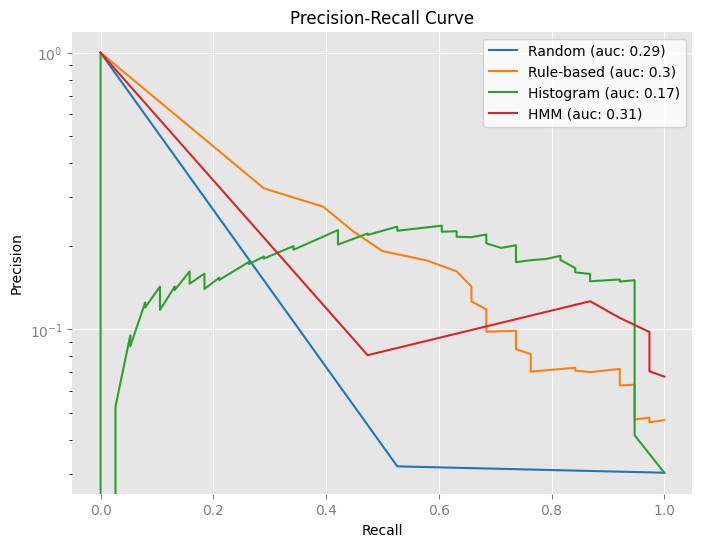 Precision-Recall Curve
Random (auc: 0.29)
Rule-based (auc: 0.3)
Histogram (auc: 0.17)
HMM (auc: 0.31)
10⁰
10⁻¹
Precision
0.0 0.2 0.4 0.6 0.8 1.0
Recall